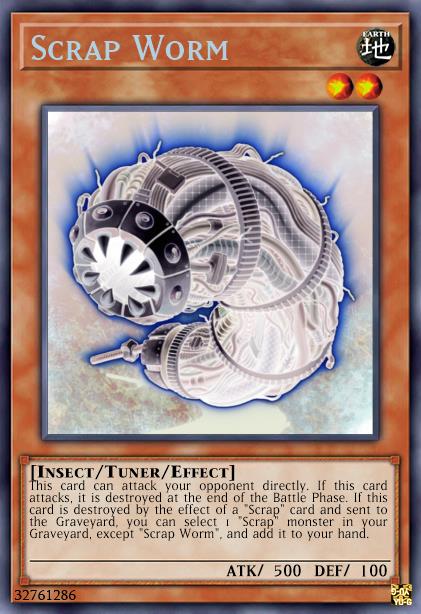 Scrap Worm
EARTH
地
[Insect/Tuner/Effect]
This card can attack your opponent directly. If this card
attacks, it is destroyed at the end of the Battle Phase. If this
card is destroyed by the effect of a "Scrap" card and sent to
the Graveyard, you can select 1 "Scrap" monster in your
Graveyard, except "Scrap Worm", and add it to your hand.
ATK/ 500 DEF/ 100
32761286